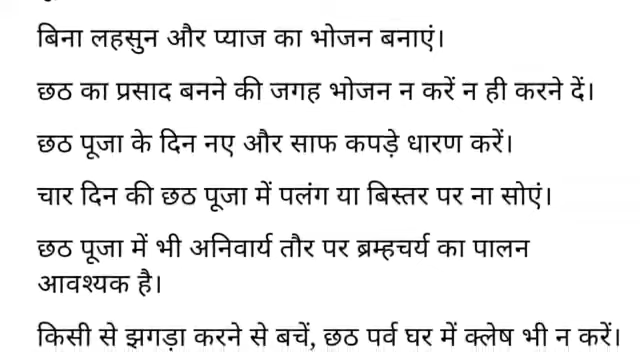 बिना लहसुन और प्याज का भोजन बनाएं।
छठ का प्रसाद बनने की जगह भोजन न करें न ही करने दें।
छठ पूजा के दिन नए और साफ कपड़े धारण करें।
चार दिन की छठ पूजा में पलंग या बिस्तर पर ना सोएं।
छठ पूजा में भी अनिवार्य तौर पर ब्रम्हचर्य का पालन
आवश्यक है।
किसी से झगड़ा करने से बचें, छठ पर्व घर में क्लेष भी न करें।